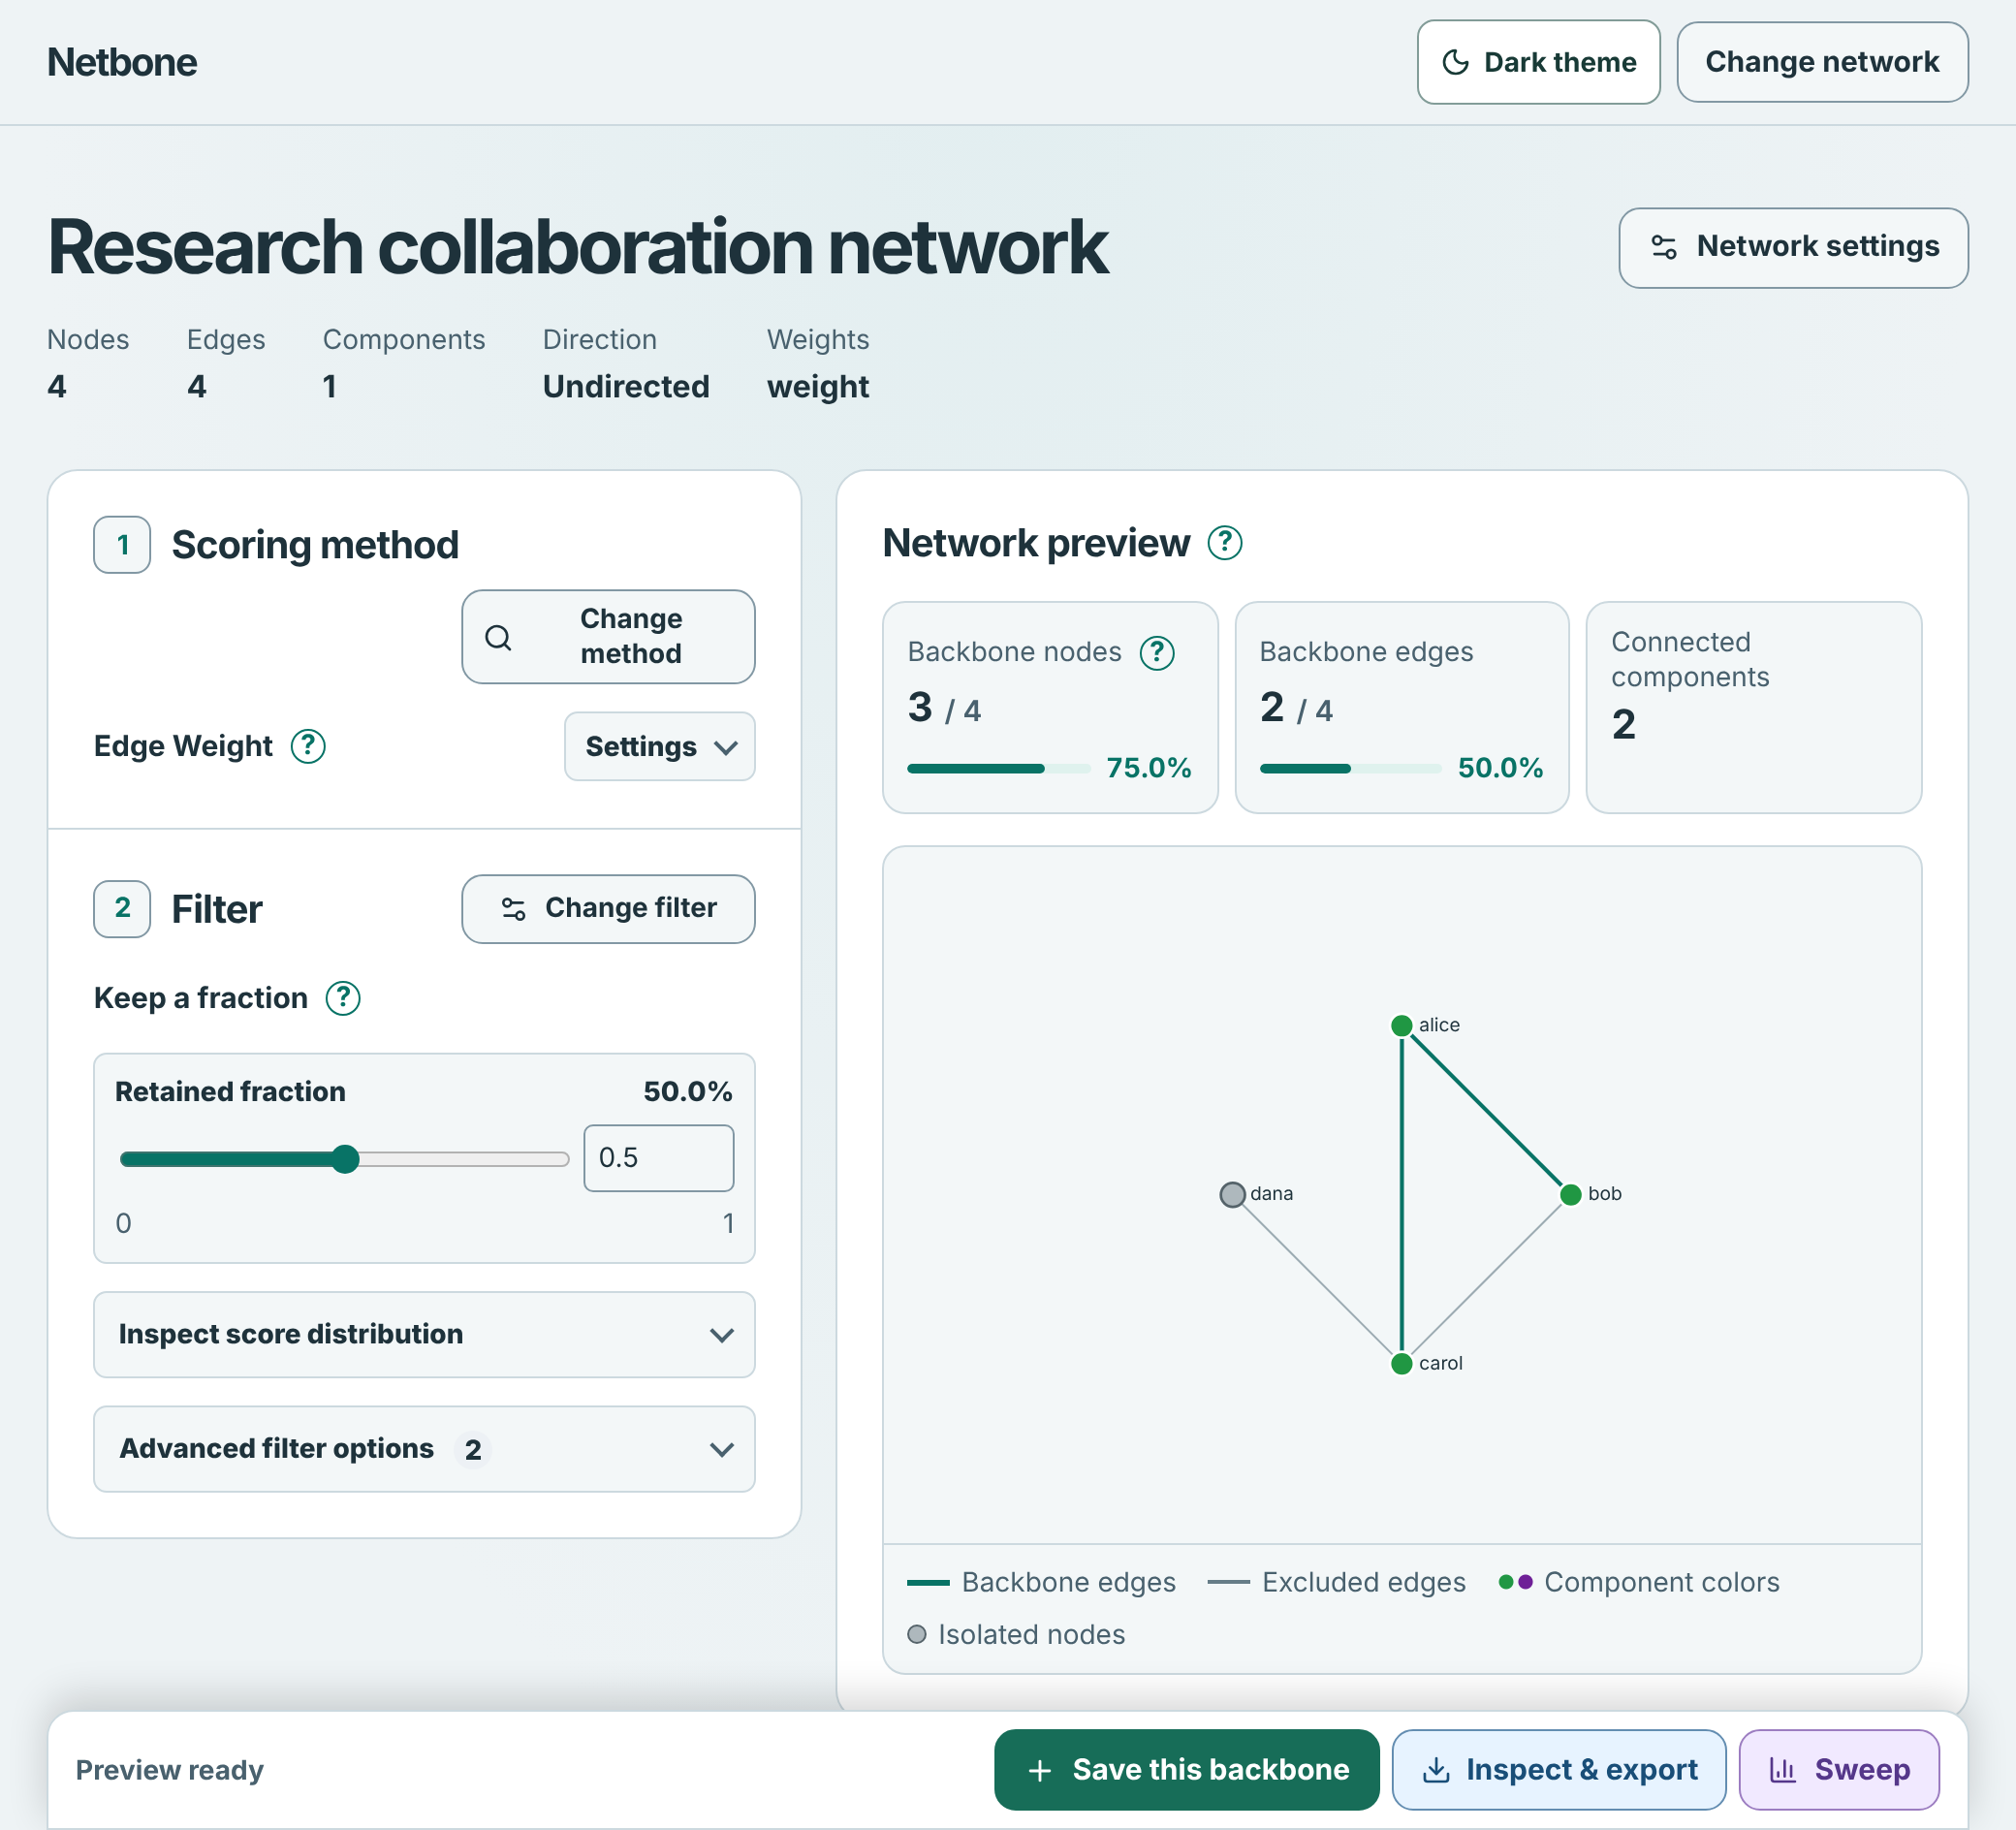 Netbone
Dark theme
Change network
Research collaboration network
Network settings
Nodes
Edges
Components
Direction
Weights
4
4
1
Undirected
weight
1
Scoring method
Change
method
Edge Weight ?
Settings
2
Filter
Change filter
Keep a fraction ?
Retained fraction
50.0%
0.5
0
1
Inspect score distribution
Advanced filter options 2
Network preview ?
Backbone nodes ?
3 / 4
75.0%
Backbone edges
2 / 4
50.0%
Connected
components
2
alice
dana
bob
carol
Backbone edges
Excluded edges
Component colors
Isolated nodes
Preview ready
Save this backbone
Inspect & export
Sweep